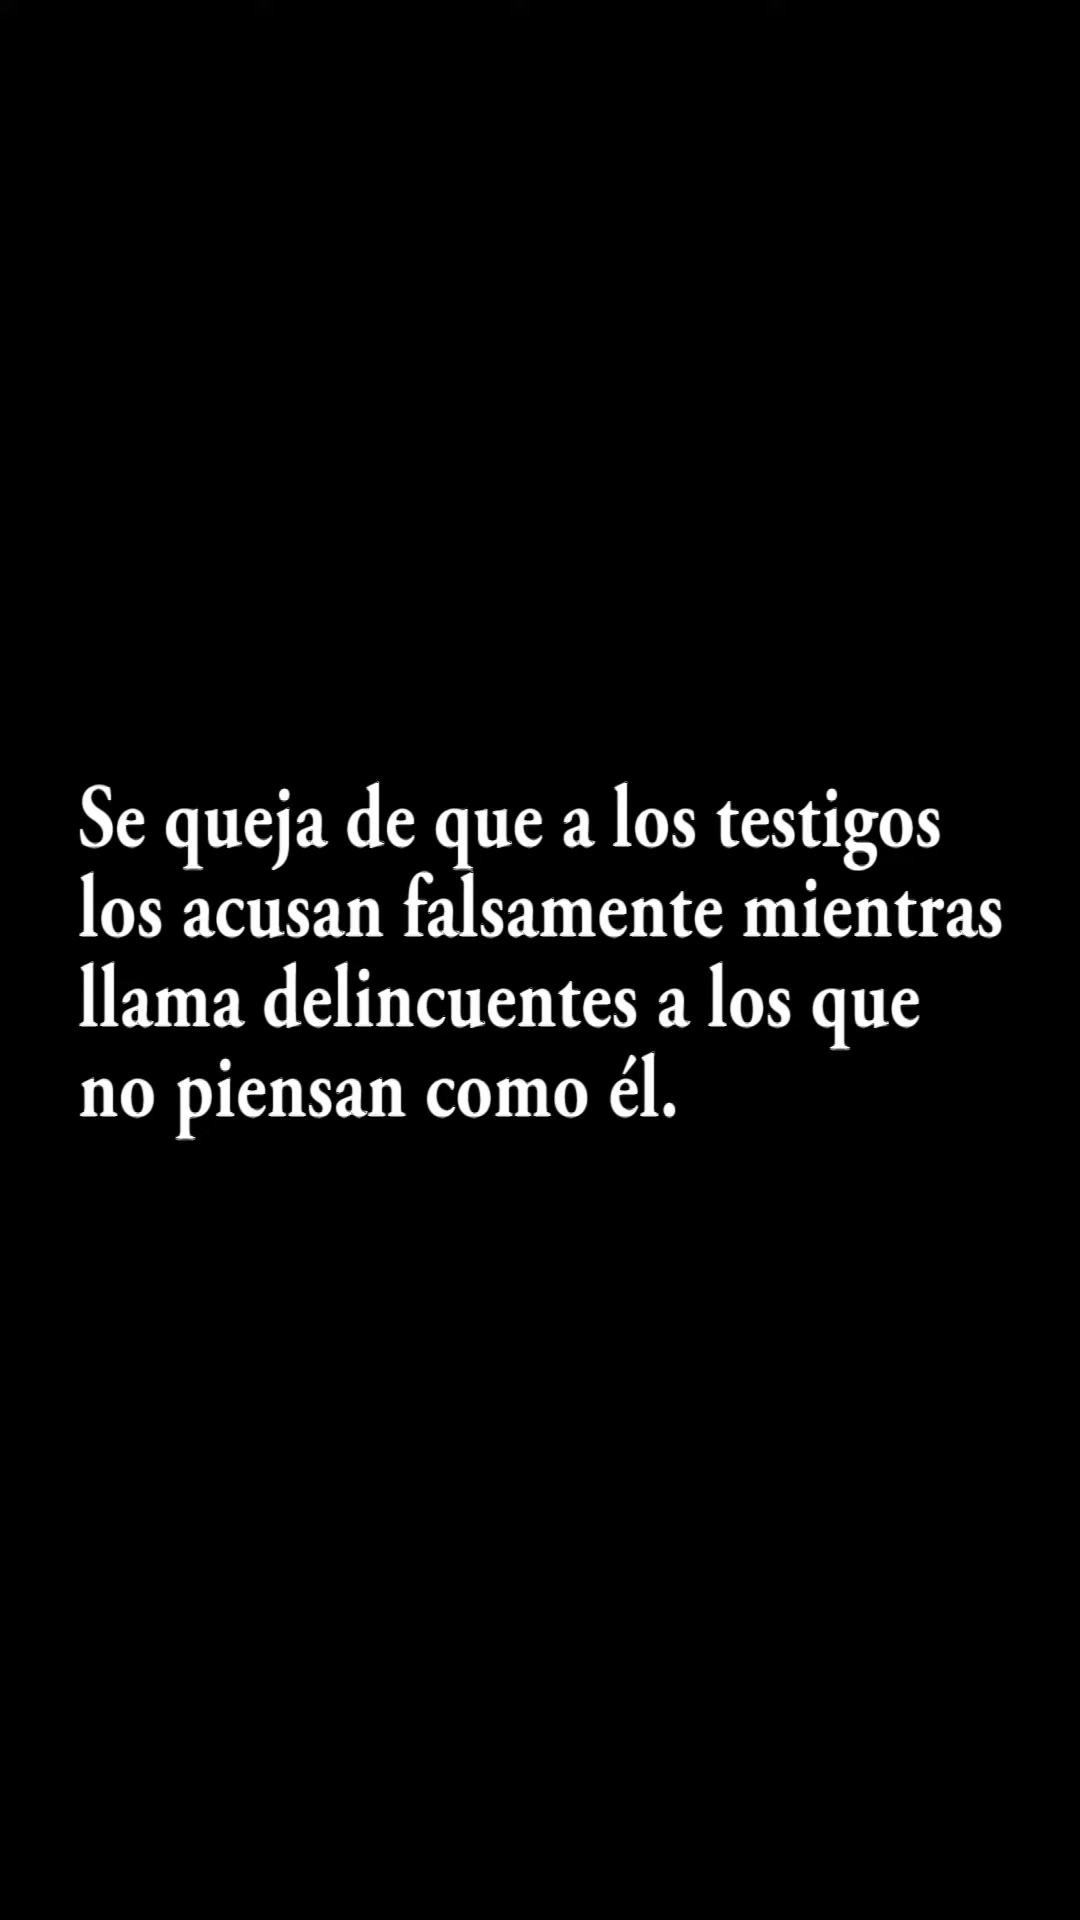 Se queja de que a los testigos
los acusan falsamente mientras
llama delincuentes a los que
no piensan como él.